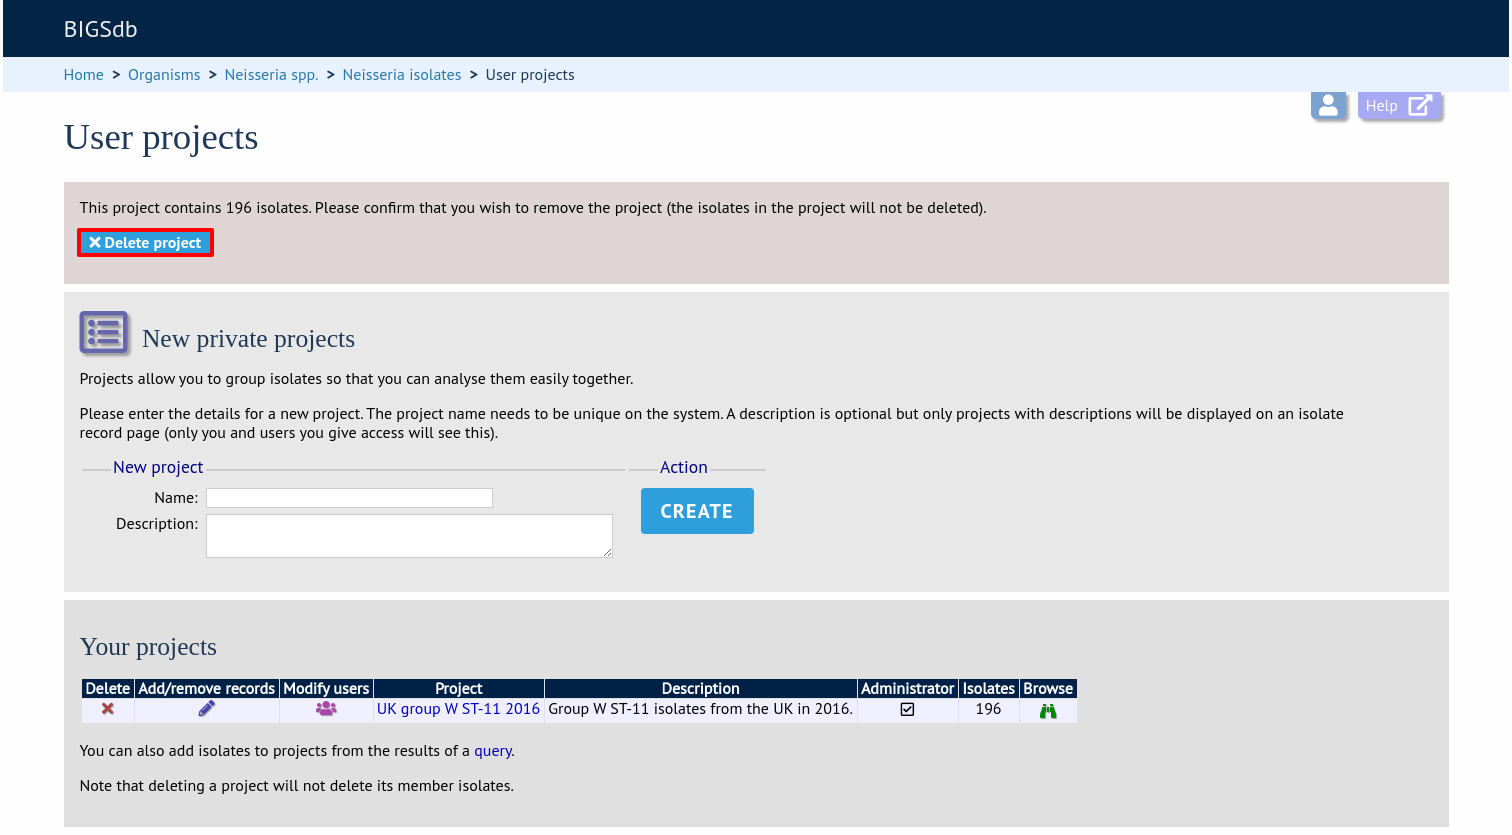 BIGSdb
Home > Organisms > Neisseria spp. > Neisseria isolates > User projects
Help
User projects
This project contains 196 isolates. Please confirm that you wish to remove the project (the isolates in the project will not be deleted).
Delete project
New private projects
Projects allow you to group isolates so that you can analyse them easily together.
Please enter the details for a new project. The project name needs to be unique on the system. A description is optional but only projects with descriptions will be displayed on an isolate
record page (only you and users you give access will see this).
New project Action
Name:
CREATE
Description:
Your projects
Delete Add/remove records Modify users Project Description Administrator Isolates Browse
UK group W ST-11 2016 Group W ST-11 isolates from the UK in 2016. 196
You can also add isolates to projects from the results of a query.
Note that deleting a project will not delete its member isolates.